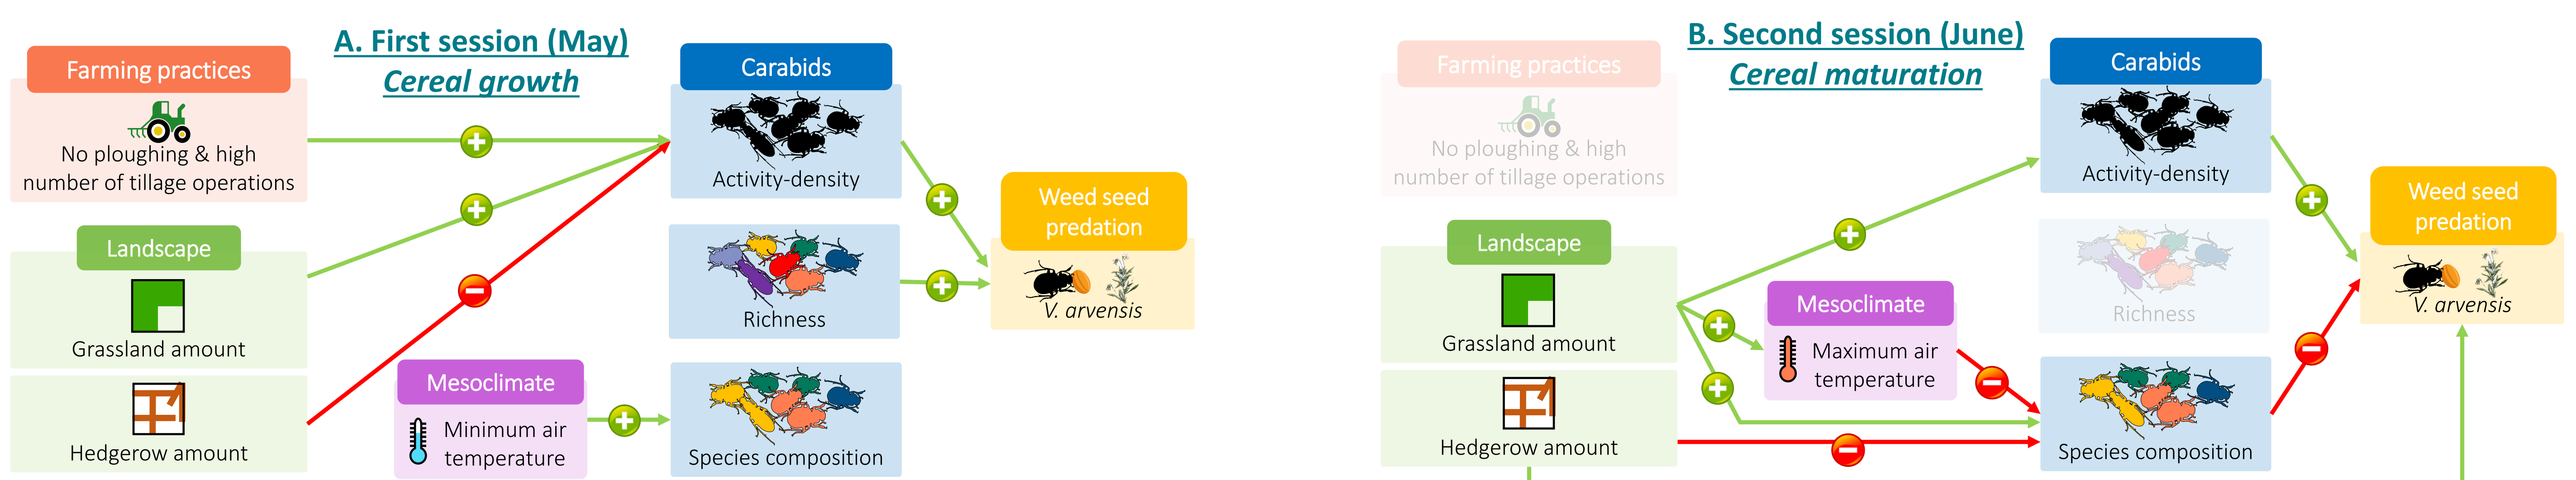 A. First session (May)
Cereal growth
Farming practices
No ploughing & high
number of tillage operations
Landscape
Grassland amount
Hedgerow amount
Mesoclimate
Minimum air
temperature
Carabids
Activity-density
Richness
Species composition
Weed seed
predation
V. arvensis
B. Second session (June)
Cereal maturation
Farming practices
No ploughing & high
number of tillage operations
Landscape
Grassland amount
Hedgerow amount
Mesoclimate
Maximum air
temperature
Carabids
Activity-density
Richness
Species composition
Weed seed
predation
V. arvensis